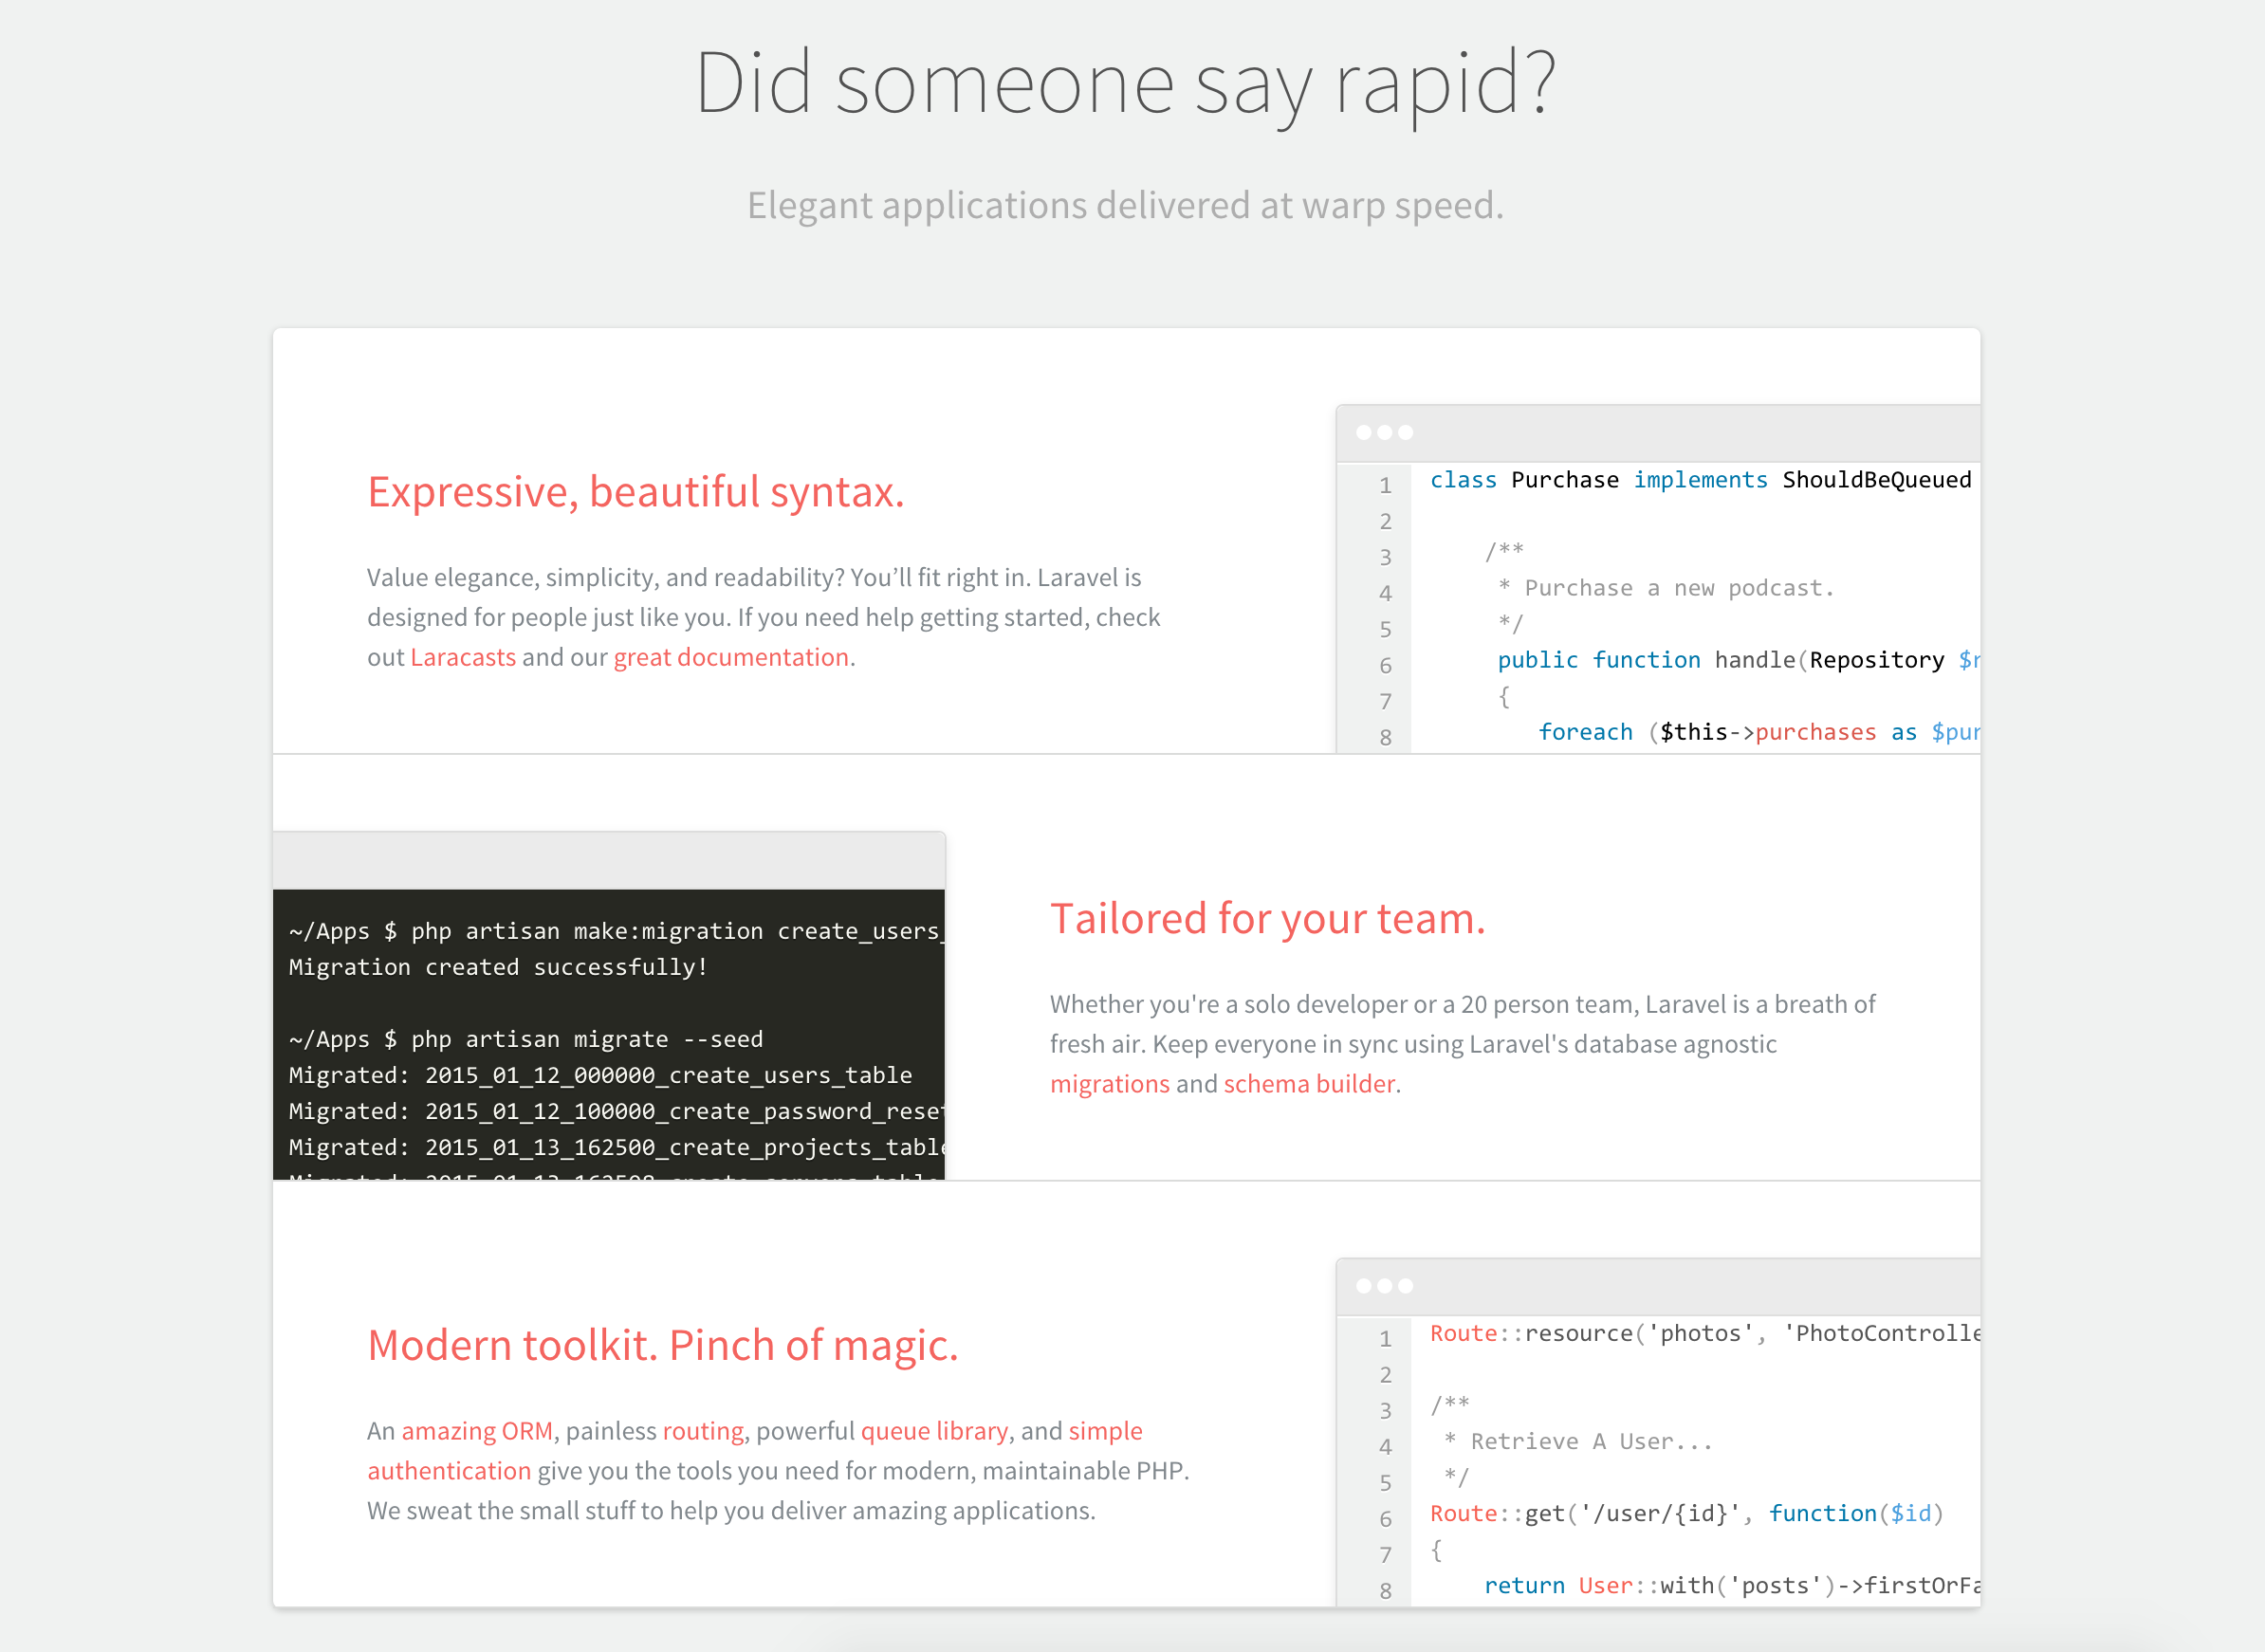 Did someone say rapid?
Elegant applications delivered at warp speed.
Expressive, beautiful syntax.
Value elegance, simplicity, and readability? You’ll fit right in. Laravel is
designed for people just like you. If you need help getting started, check
out Laracasts and our great documentation.
1 class Purchase implements ShouldBeQueued
2
3 /**
4 * Purchase a new podcast.
5 */
6 public function handle(Repository
7 {
8 foreach ($this->purchases as $pur
~/Apps $ php artisan make:migration create_users_
Migration created successfully!
~/Apps $ php artisan migrate --seed
Migrated: 2015_01_12_000000_create_users_table
Migrated: 2015_01_12_100000_create_password_reset
Migrated: 2015_01_13_162500_create_projects_table
Tailored for your team.
Whether you're a solo developer or a 20 person team, Laravel is a breath of
fresh air. Keep everyone in sync using Laravel's database agnostic
migrations and schema builder.
Modern toolkit. Pinch of magic.
An amazing ORM, painless routing, powerful queue library, and simple
authentication give you the tools you need for modern, maintainable PHP.
We sweat the small stuff to help you deliver amazing applications.
1 Route::resource('photos', 'PhotoControlle
2
3 /**
4 * Retrieve A User...
5 */
6 Route::get('/user/{id}', function($id)
7 {
8 return User::with('posts')->firstOrFa